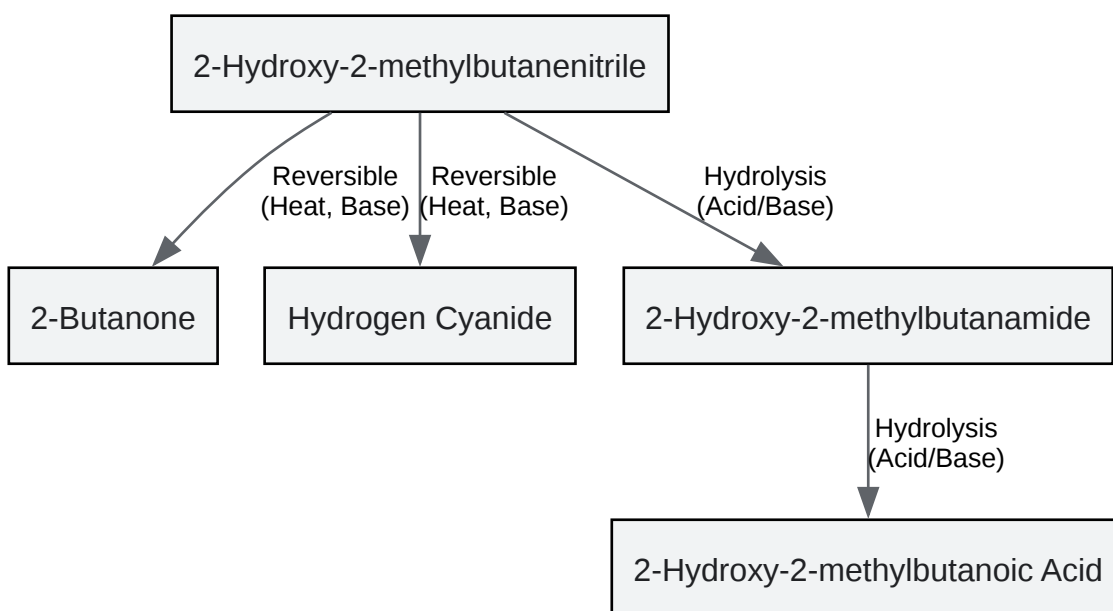 2-Hydroxy-2-methylbutanenitrile
Reversible
(Heat, Base)
Reversible
(Heat, Base)
Hydrolysis
(Acid/Base)
2-Butanone
Hydrogen Cyanide
2-Hydroxy-2-methylbutanamide
Hydrolysis
(Acid/Base)
2-Hydroxy-2-methylbutanoic Acid